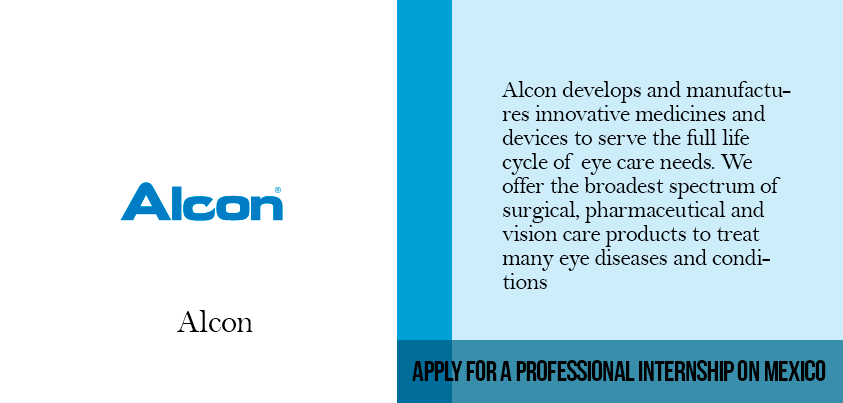 Alcon®
Alcon
Alcon develops and manufactu-
res innovative medicines and
devices to serve the full life
cycle of eye care needs. We
offer the broadest spectrum of
surgical, pharmaceutical and
vision care products to treat
many eye diseases and condi-
tions
APPLY FOR A PROFESSIONAL INTERNSHIP ON MEXICO